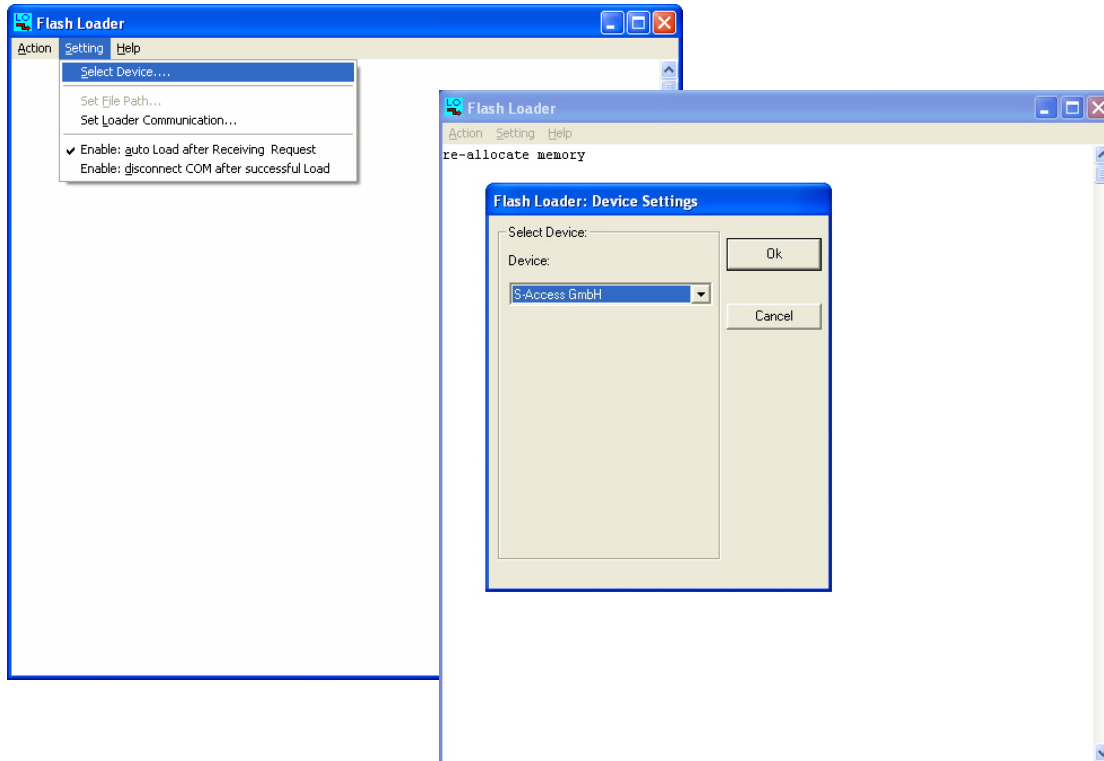 LO
Flash Loader
Action Setting Help
Select Device....
Set File Path...
Set Loader Communication...
Enable: auto Load after Receiving Request
Enable: disconnect COM after successful Load
LO
Flash Loader
Action Setting Help
re-allocate memory
Flash Loader: Device Settings
Select Device:
Device:
S-Access GmbH
Ok
Cancel